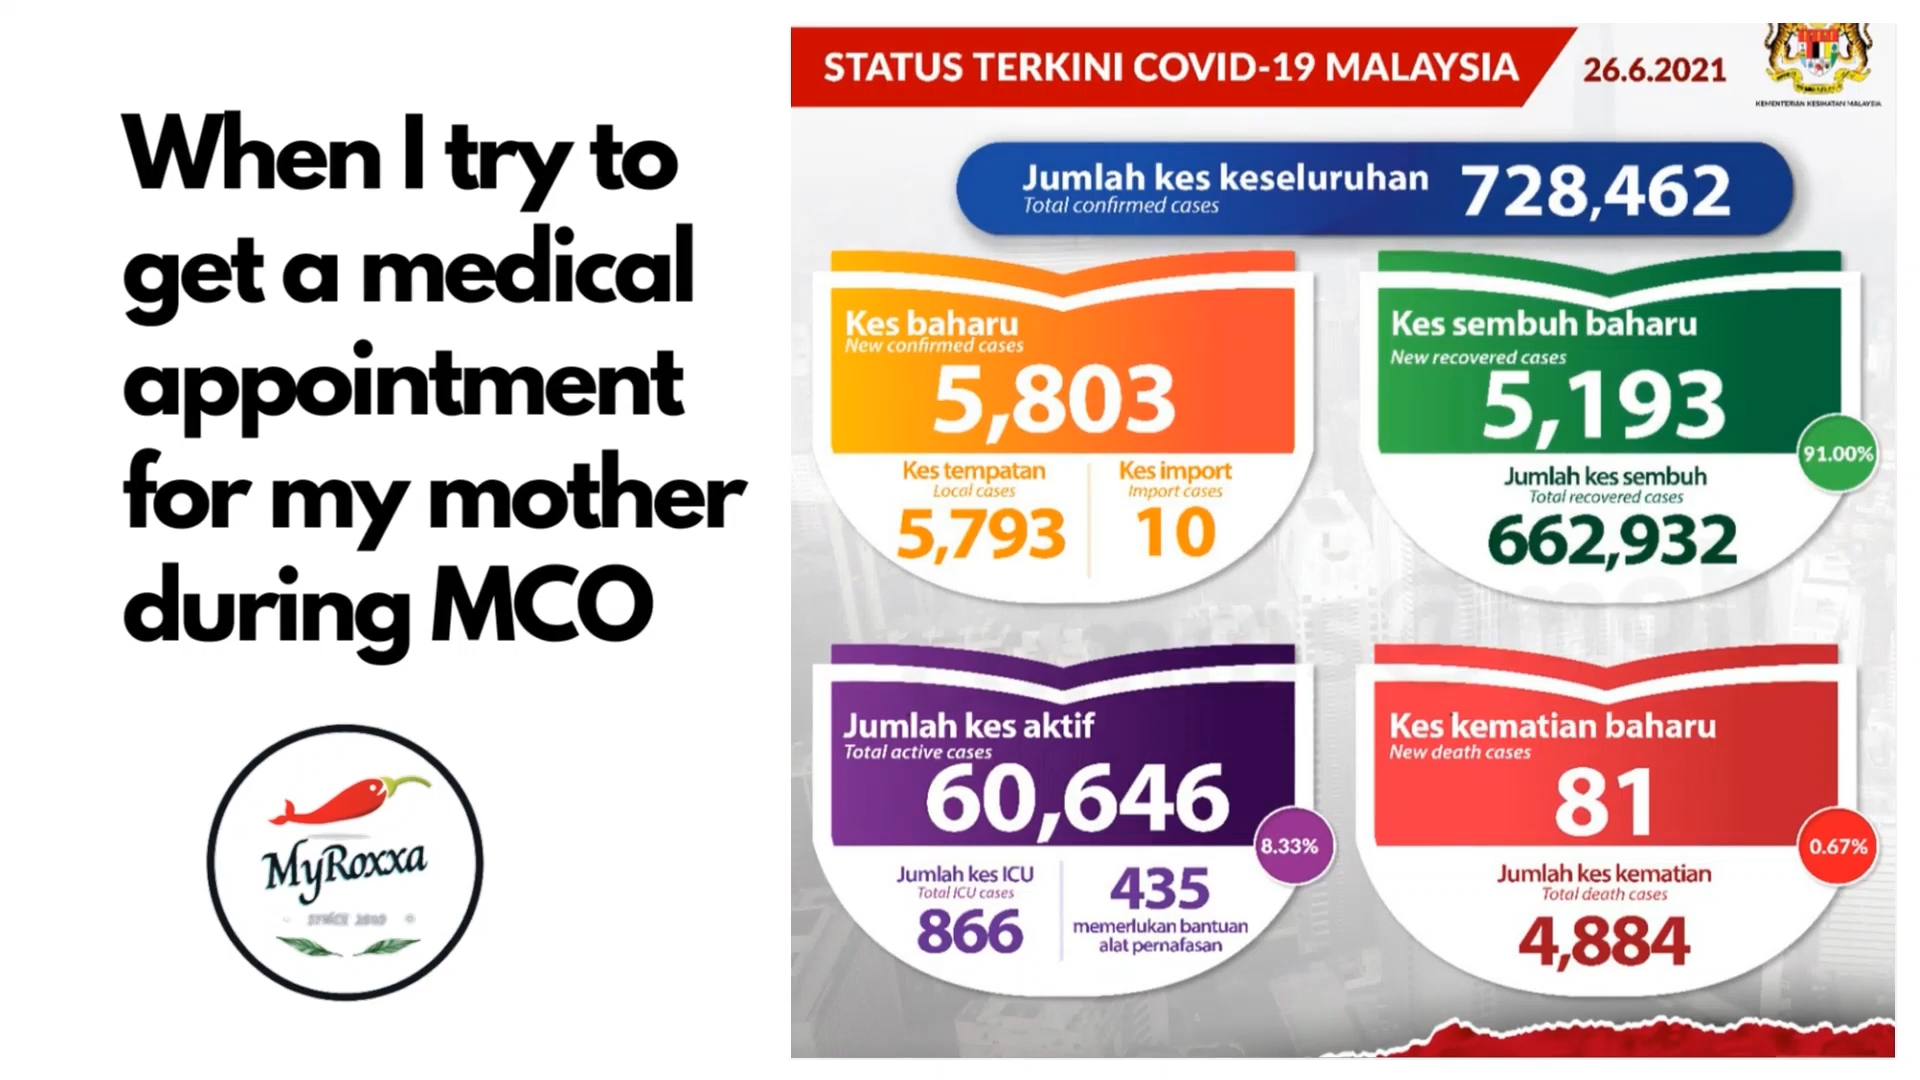 When I try to
get a medical
appointment
for my mother
during MCO
MyRoxxa
STATUS TERKINI COVID-19 MALAYSIA
26.6.2021
KEMENTERIAN KESIHATAN MALAYSIA
Jumlah kes keseluruhan
Total confirmed cases
728,462
Kes baharu
New confirmed cases
5,803
Kes tempatan
Local cases
5,793
Kes import
Import cases
10
Kes sembuh baharu
New recovered cases
5,193
91.00%
Jumlah kes sembuh
Total recovered cases
662,932
Jumlah kes aktif
Total active cases
60,646
8.33%
Jumlah kes ICU
Total ICU cases
866
435
memerlukan bantuan
alat pernafasan
Kes kematian baharu
New death cases
81
0.67%
Jumlah kes kematian
Total death cases
4,884